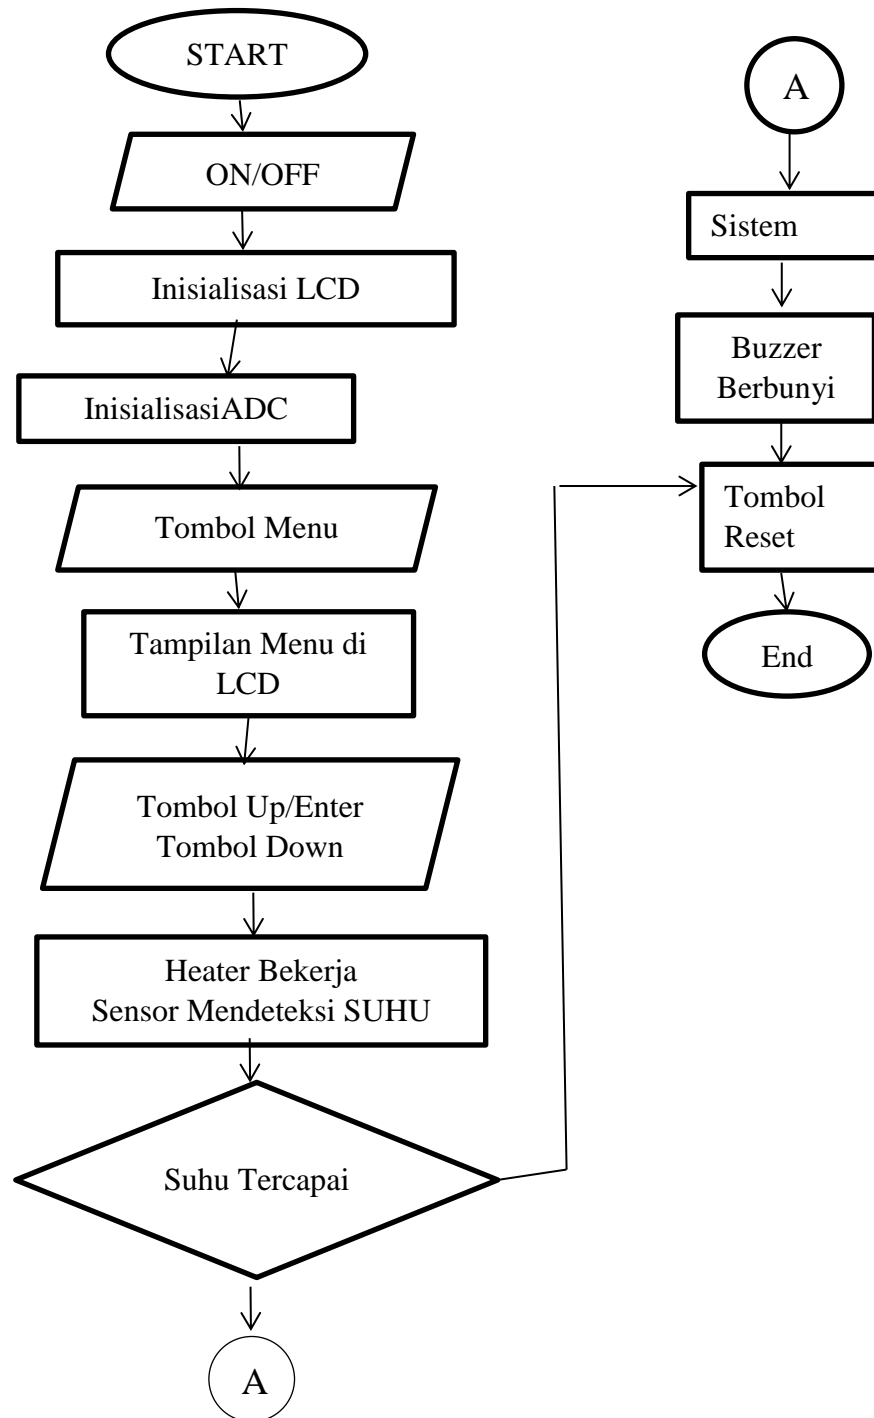 START
ON/OFF
Inisialisasi LCD
InisialisasiADC
Tombol Menu
Tampilan Menu di
LCD
Tombol Up/Enter
Tombol Down
Heater Bekerja
Sensor Mendeteksi SUHU
Suhu Tercapai
A
A
Sistem
Buzzer
Berbunyi
Tombol
Reset
End